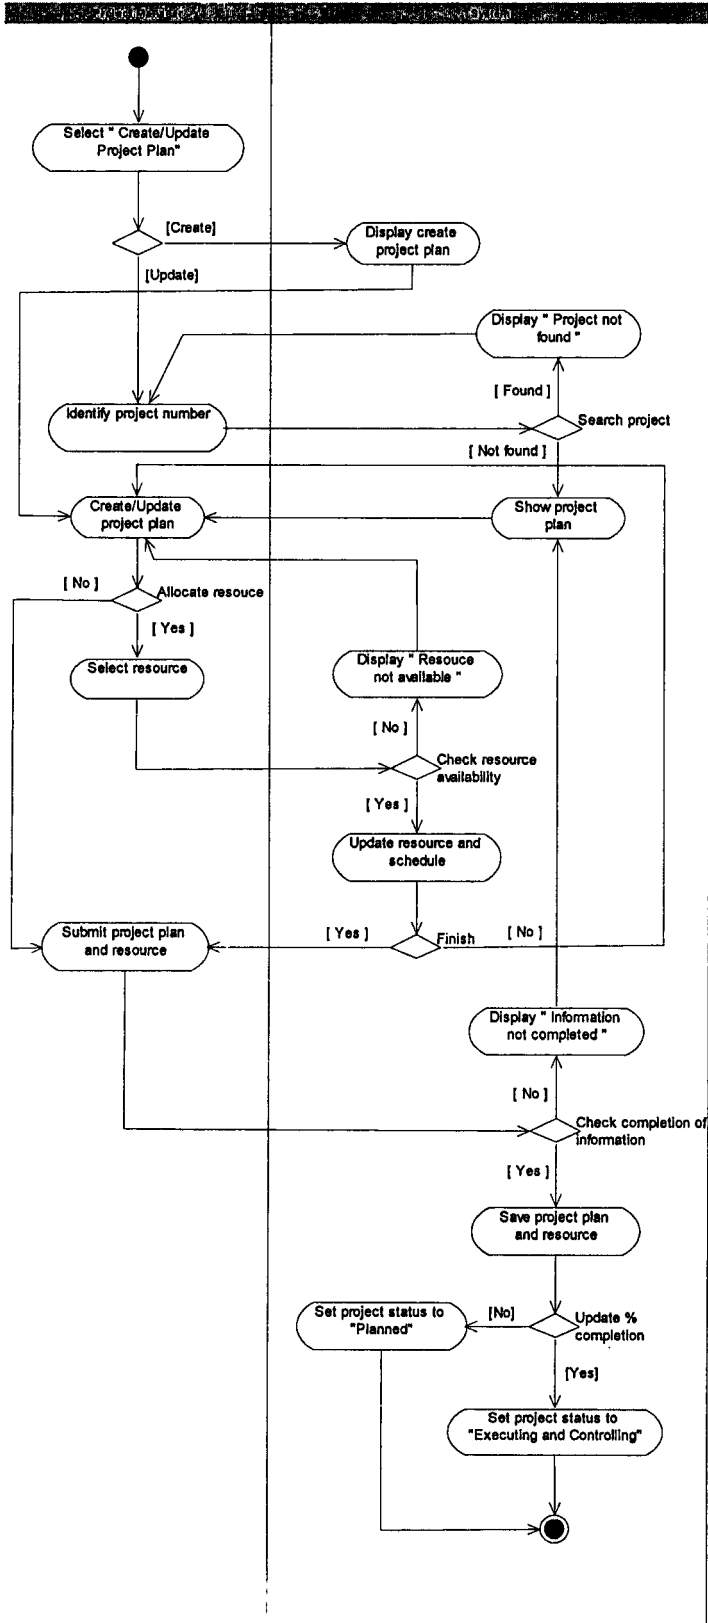 Select " Create/Update
Project Plan"
[Create]
Display create
project plan
[Update]
Display " Project not
found "
[ Found ]
Identify project number
Search project
[ Not found ]
Create/Update
project plan
Show project
plan
[ No ]
Allocate resouce
[ Yes ]
Select resource
Display " Resouce
not available "
[ No ]
Check resource
availability
[ Yes ]
Update resource and
schedule
Submit project plan
and resource
[ Yes ]
Finish
[ No ]
Display " Information
not completed "
[ No ]
Check completion of
information
[ Yes ]
Save project plan
and resource
Set project status to
"Planned"
[No]
Update %
completion
[Yes]
Set project status to
"Executing and Controlling"